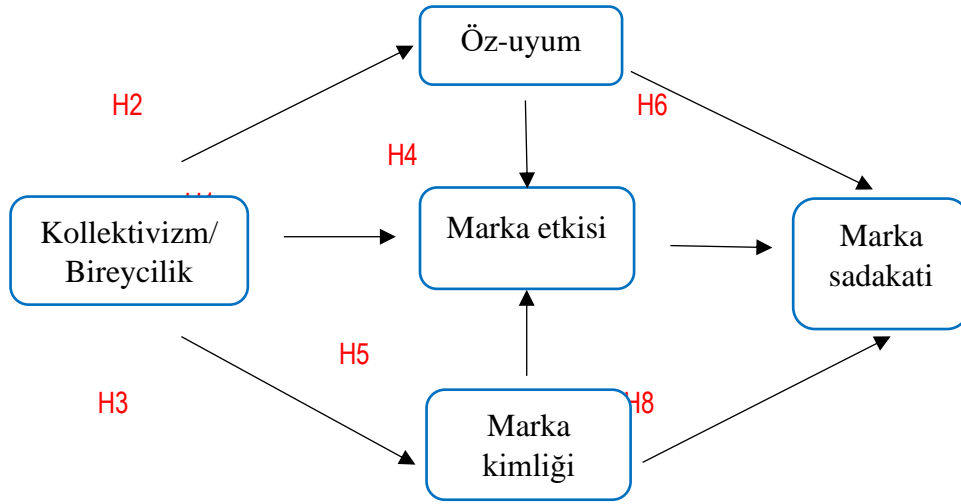 Öz-uyum
H2
H6
H4
Kollektivizm/
Bireycilik
Marka etkisi
Marka
sadakati
H5
H3
H8
Marka
kimliği